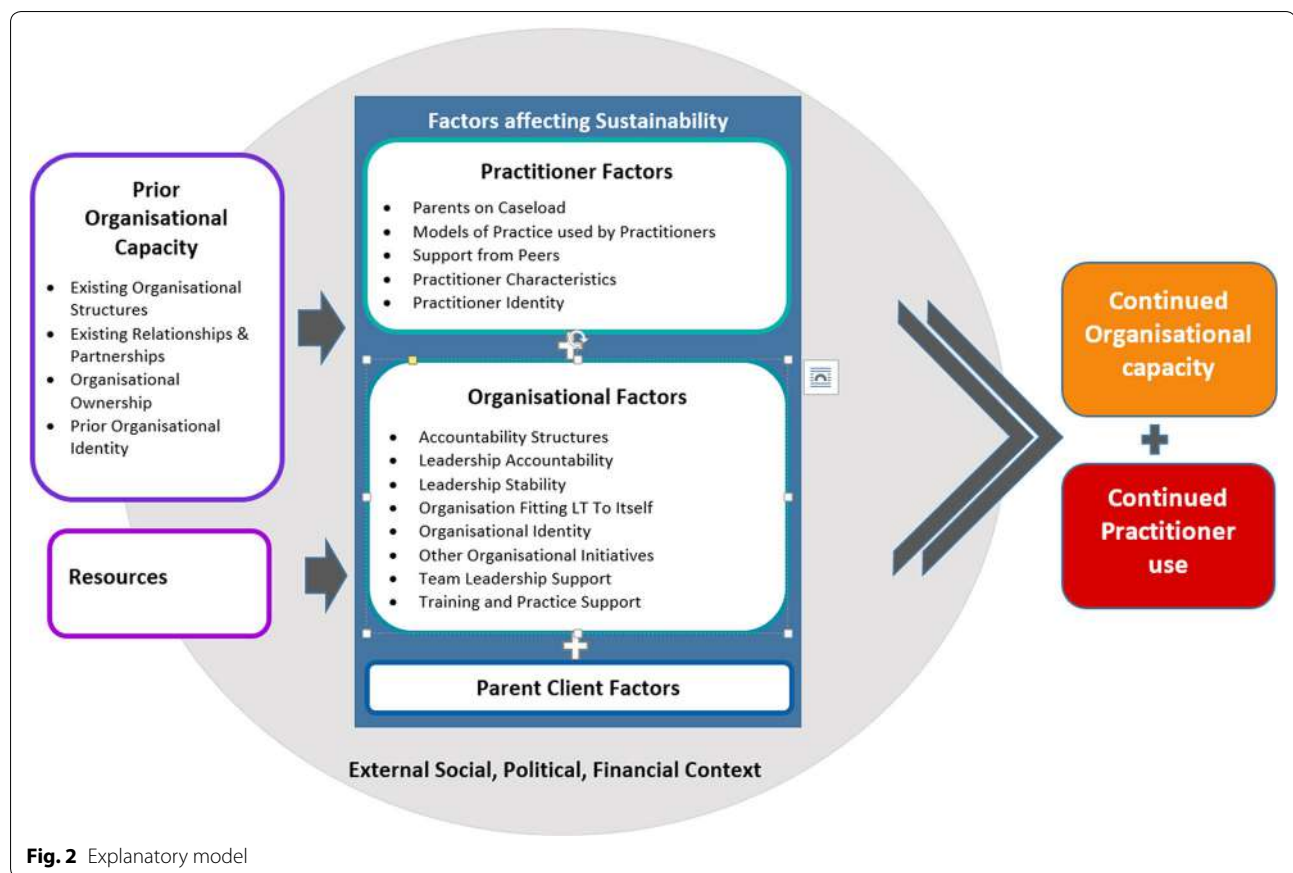 Factors affecting Sustainability
Prior
Organisational
Capacity
• Existing Organisational
Structures
• Existing Relationships &
Partnerships
• Organisational
Ownership
• Prior Organisational
Identity
Resources
Practitioner Factors
• Parents on Caseload
• Models of Practice used by Practitioners
• Support from Peers
• Practitioner Characteristics
• Practitioner Identity
Organisational Factors
• Accountability Structures
• Leadership Accountability
• Leadership Stability
• Organisation Fitting LT To Itself
• Organisational Identity
• Other Organisational Initiatives
• Team Leadership Support
• Training and Practice Support
Parent Client Factors
External Social, Political, Financial Context
Continued
Organisational
capacity
Continued
Practitioner
use
Fig. 2 Explanatory model